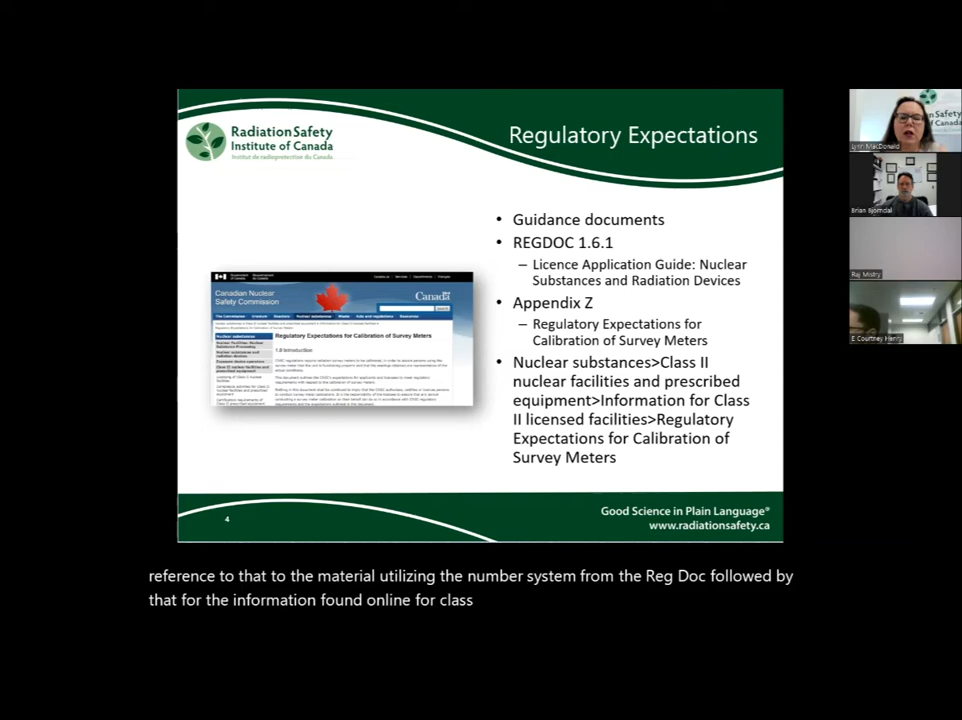 RadiationSafety
Institute of Canada
Institut de radioprotection du Canada
Regulatory Expectations
• Guidance documents
• REGDOC 1.6.1
– Licence Application Guide: Nuclear
Substances and Radiation Devices
• Appendix Z
– Regulatory Expectations for
Calibration of Survey Meters
• Nuclear substances>Class II
nuclear facilities and prescribed
equipment>Information for Class
II licensed facilities>Regulatory
Expectations for Calibration of
Survey Meters
Canadian Nuclear
Safety Commission
Canada
Regulatory Expectations for Calibration of Survey Meters
1.0 Introduction
4
Good Science in Plain Language®
www.radiationsafety.ca
Lynn MacDonald
Brian Bjorndal
Raj Mistry
E Courtney Henry
reference to that to the material utilizing the number system from the Reg Doc followed by
that for the information found online for class